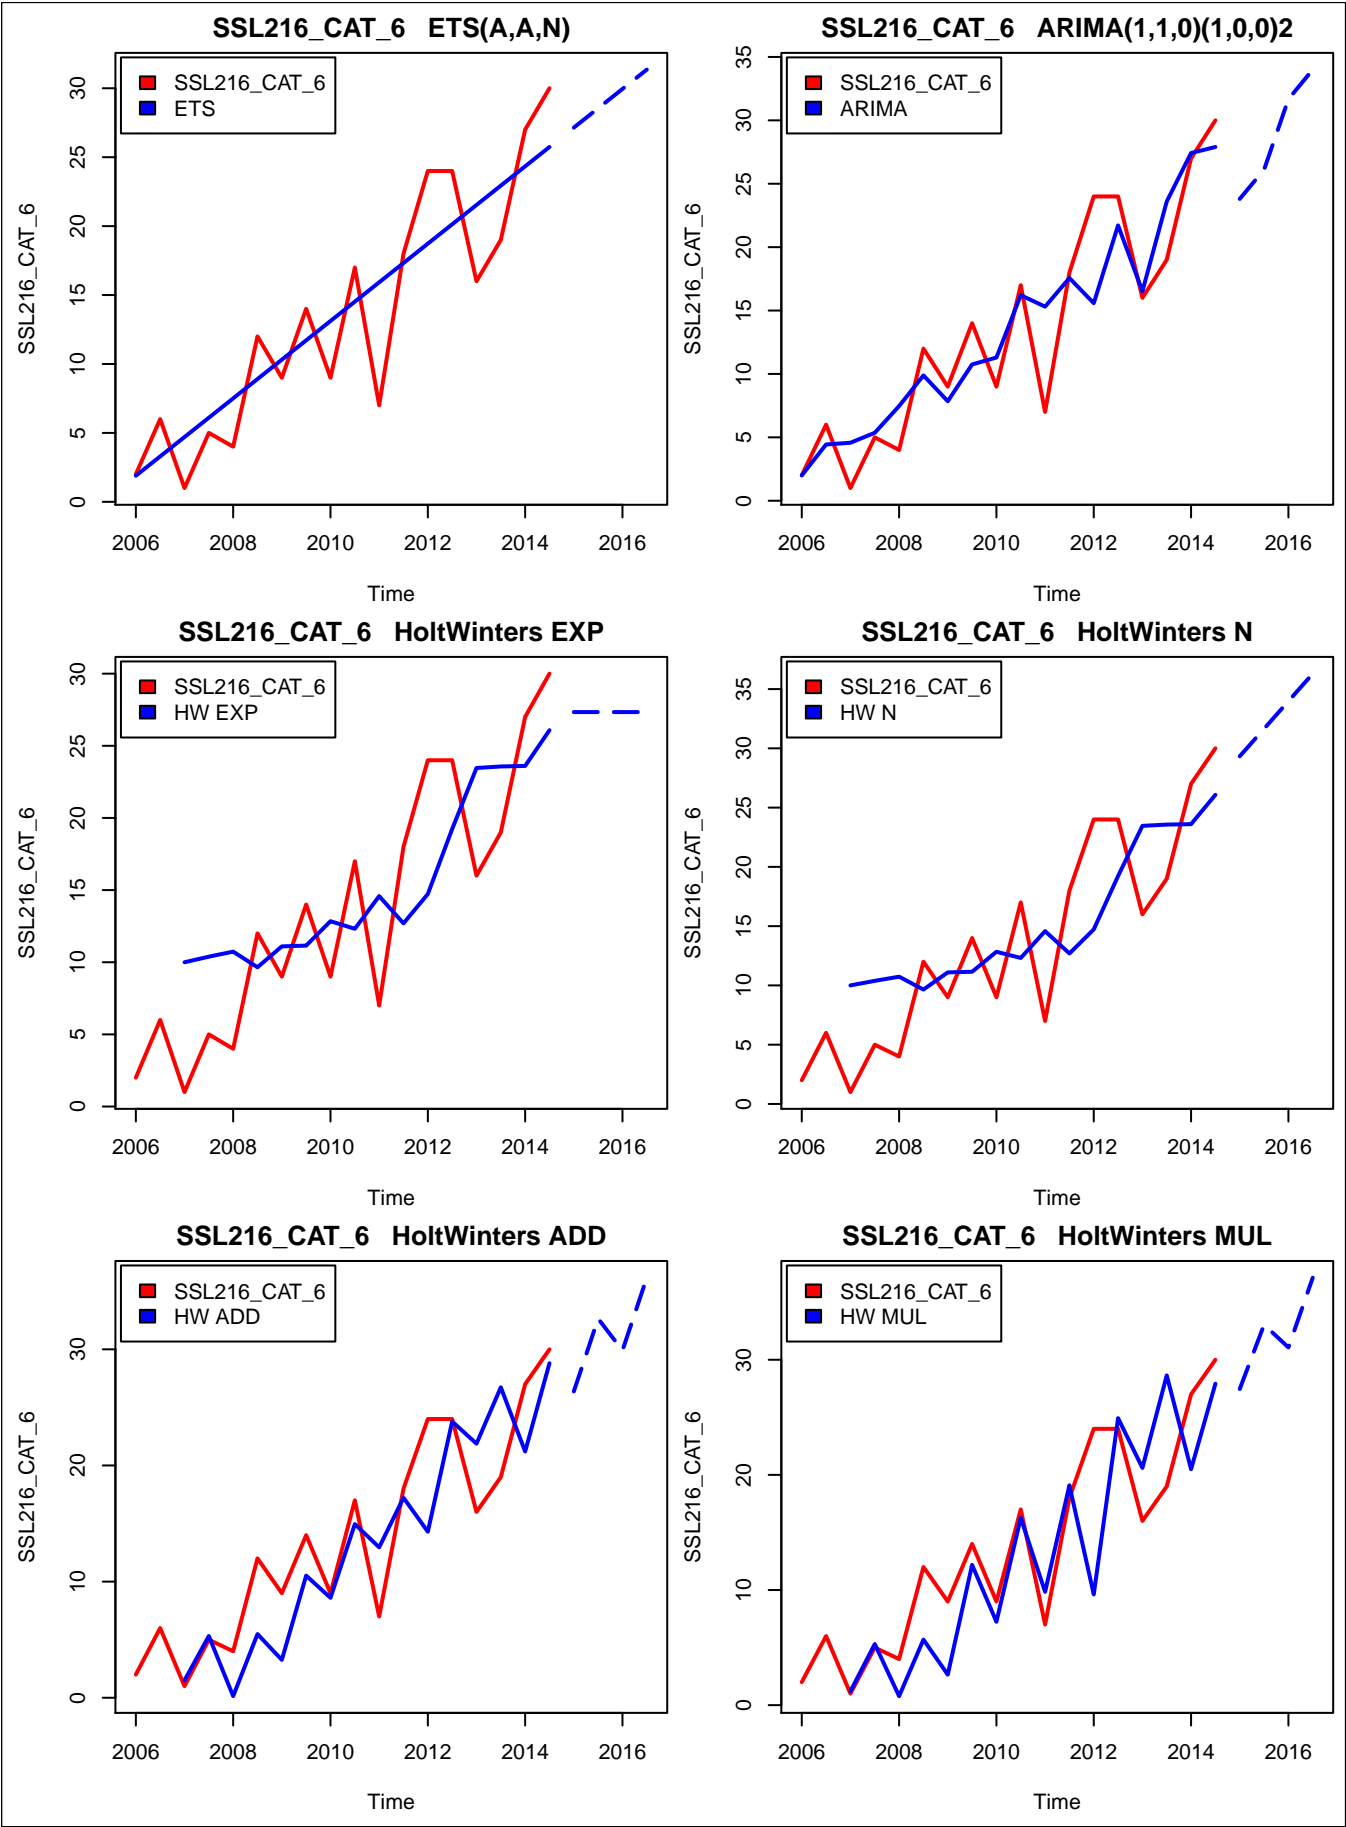 SSL216_CAT_6 ETS(A,A,N)
SSL216_CAT_6
ETS
SSL216_CAT_6
0 5 10 15 20 25 30
2006 2008 2010 2012 2014 2016
Time
SSL216_CAT_6 ARIMA(1,1,0)(1,0,0)2
SSL216_CAT_6
ARIMA
SSL216_CAT_6
0 5 10 15 20 25 30 35
2006 2008 2010 2012 2014 2016
Time
SSL216_CAT_6 HoltWinters EXP
SSL216_CAT_6
HW EXP
SSL216_CAT_6
0 5 10 15 20 25 30
2006 2008 2010 2012 2014 2016
Time
SSL216_CAT_6 HoltWinters N
SSL216_CAT_6
HW N
SSL216_CAT_6
0 5 10 15 20 25 30 35
2006 2008 2010 2012 2014 2016
Time
SSL216_CAT_6 HoltWinters ADD
SSL216_CAT_6
HW ADD
SSL216_CAT_6
0 10 20 30
2006 2008 2010 2012 2014 2016
Time
SSL216_CAT_6 HoltWinters MUL
SSL216_CAT_6
HW MUL
SSL216_CAT_6
0 10 20 30
2006 2008 2010 2012 2014 2016
Time